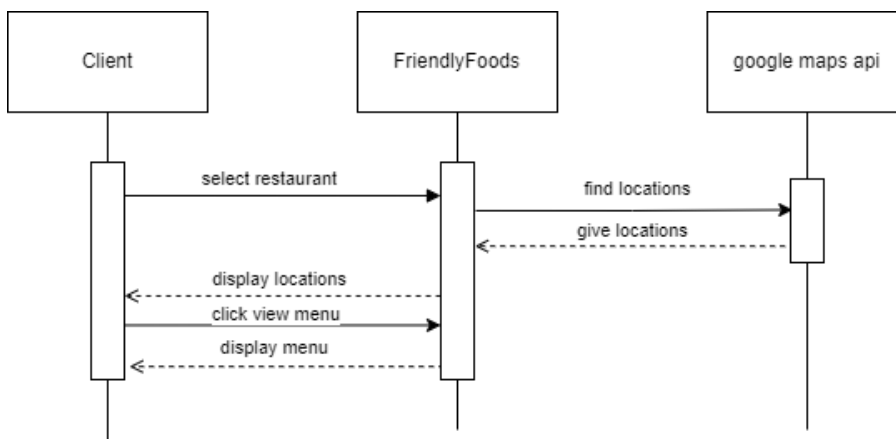 Client
FriendlyFoods
google maps api
select restaurant
find locations
give locations
display locations
click view menu
display menu